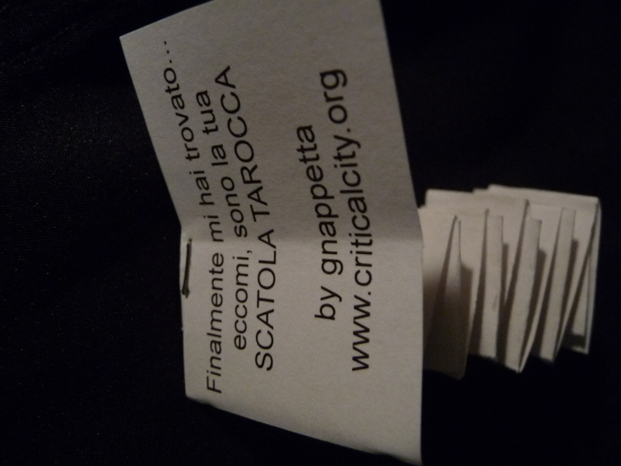 Finalmente mi hai trovato...
eccomi, sono la tua
SCATOLA TAROCCA
by gnappetta
www.criticalcity.org